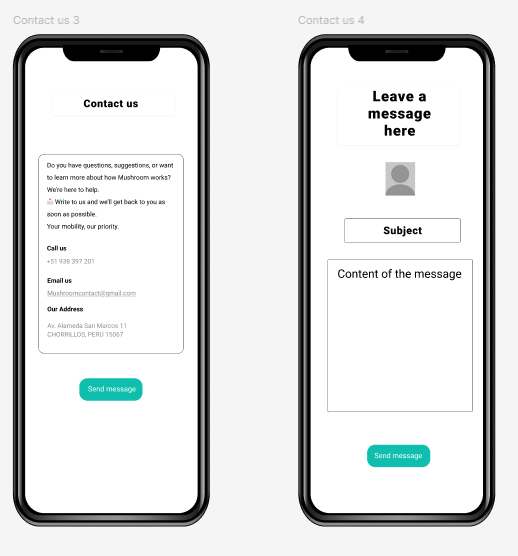 Contact us 3
Contact us
Do you have questions, suggestions, or want
to learn more about how Mushroom works?
We're here to help.
📩 Write to us and we'll get back to you as
soon as possible.
Your mobility, our priority.
Call us
+51 938 397 201
Email us
Mushroomcontact@gmail.com
Our Address
Av. Alameda San Marcos 11
CHORRILLOS, PERÚ 15067
Send message
Contact us 4
Leave a
message
here
Subject
Content of the message
Send message